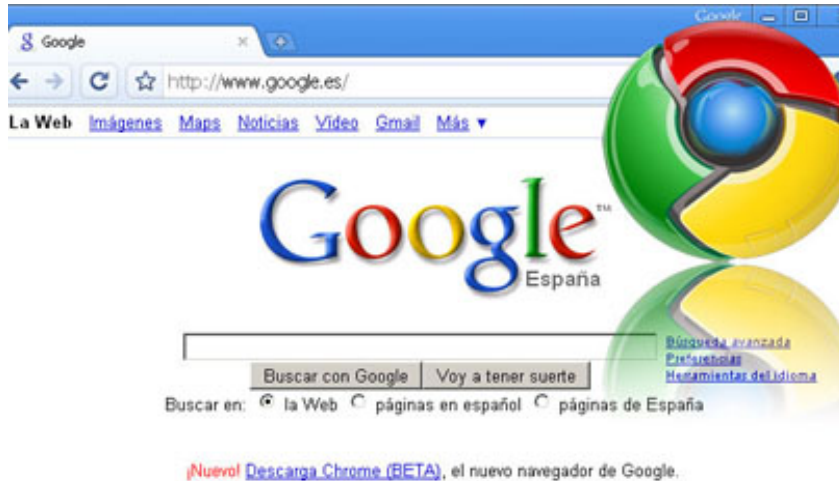 Google
Google
http://www.google.es/
La Web Imágenes Maps Noticias Vídeo Gmail Más ▼
Google™
España
Búsqueda avanzada
Preferencias
Herramientas del idioma
Buscar con Google Voy a tener suerte
Buscar en: la Web páginas en español páginas de España
¡Nuevo! Descarga Chrome (BETA), el nuevo navegador de Google.